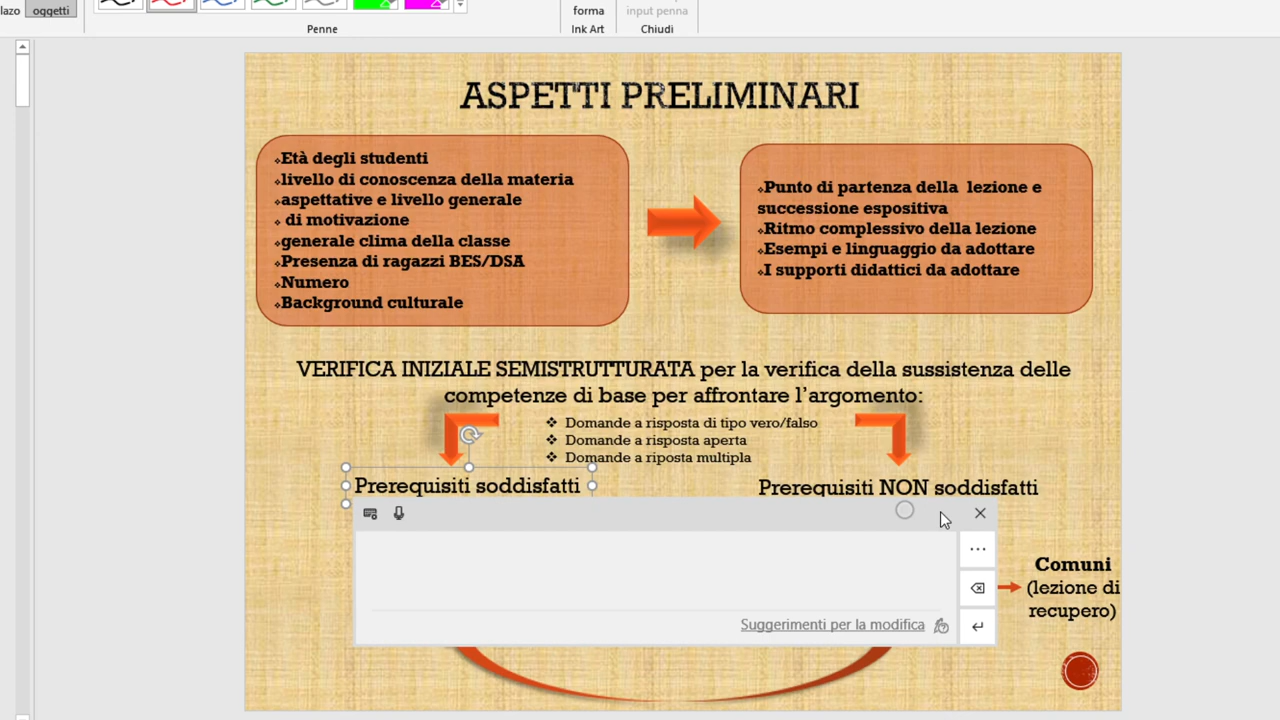 lazo
oggetti
forma
input penna
Penne
Ink Art
Chiudi
ASPETTI PRELIMINARI
❖Età degli studenti
❖livello di conoscenza della materia
❖aspettative e livello generale
❖ di motivazione
❖generale clima della classe
❖Presenza di ragazzi BES/DSA
❖Numero
❖Background culturale
❖Punto di partenza della  lezione e
successione espositiva
❖Ritmo complessivo della lezione
❖Esempi e linguaggio da adottare
❖I supporti didattici da adottare
VERIFICA INIZIALE SEMISTRUTTURATA per la verifica della sussistenza delle
competenze di base per affrontare l’argomento:
❖ Domande a risposta di tipo vero/falso
❖ Domande a risposta aperta
❖ Domande a riposta multipla
Prerequisiti soddisfatti
Prerequisiti NON soddisfatti
Comuni
(lezione di
recupero)
Suggerimenti per la modifica